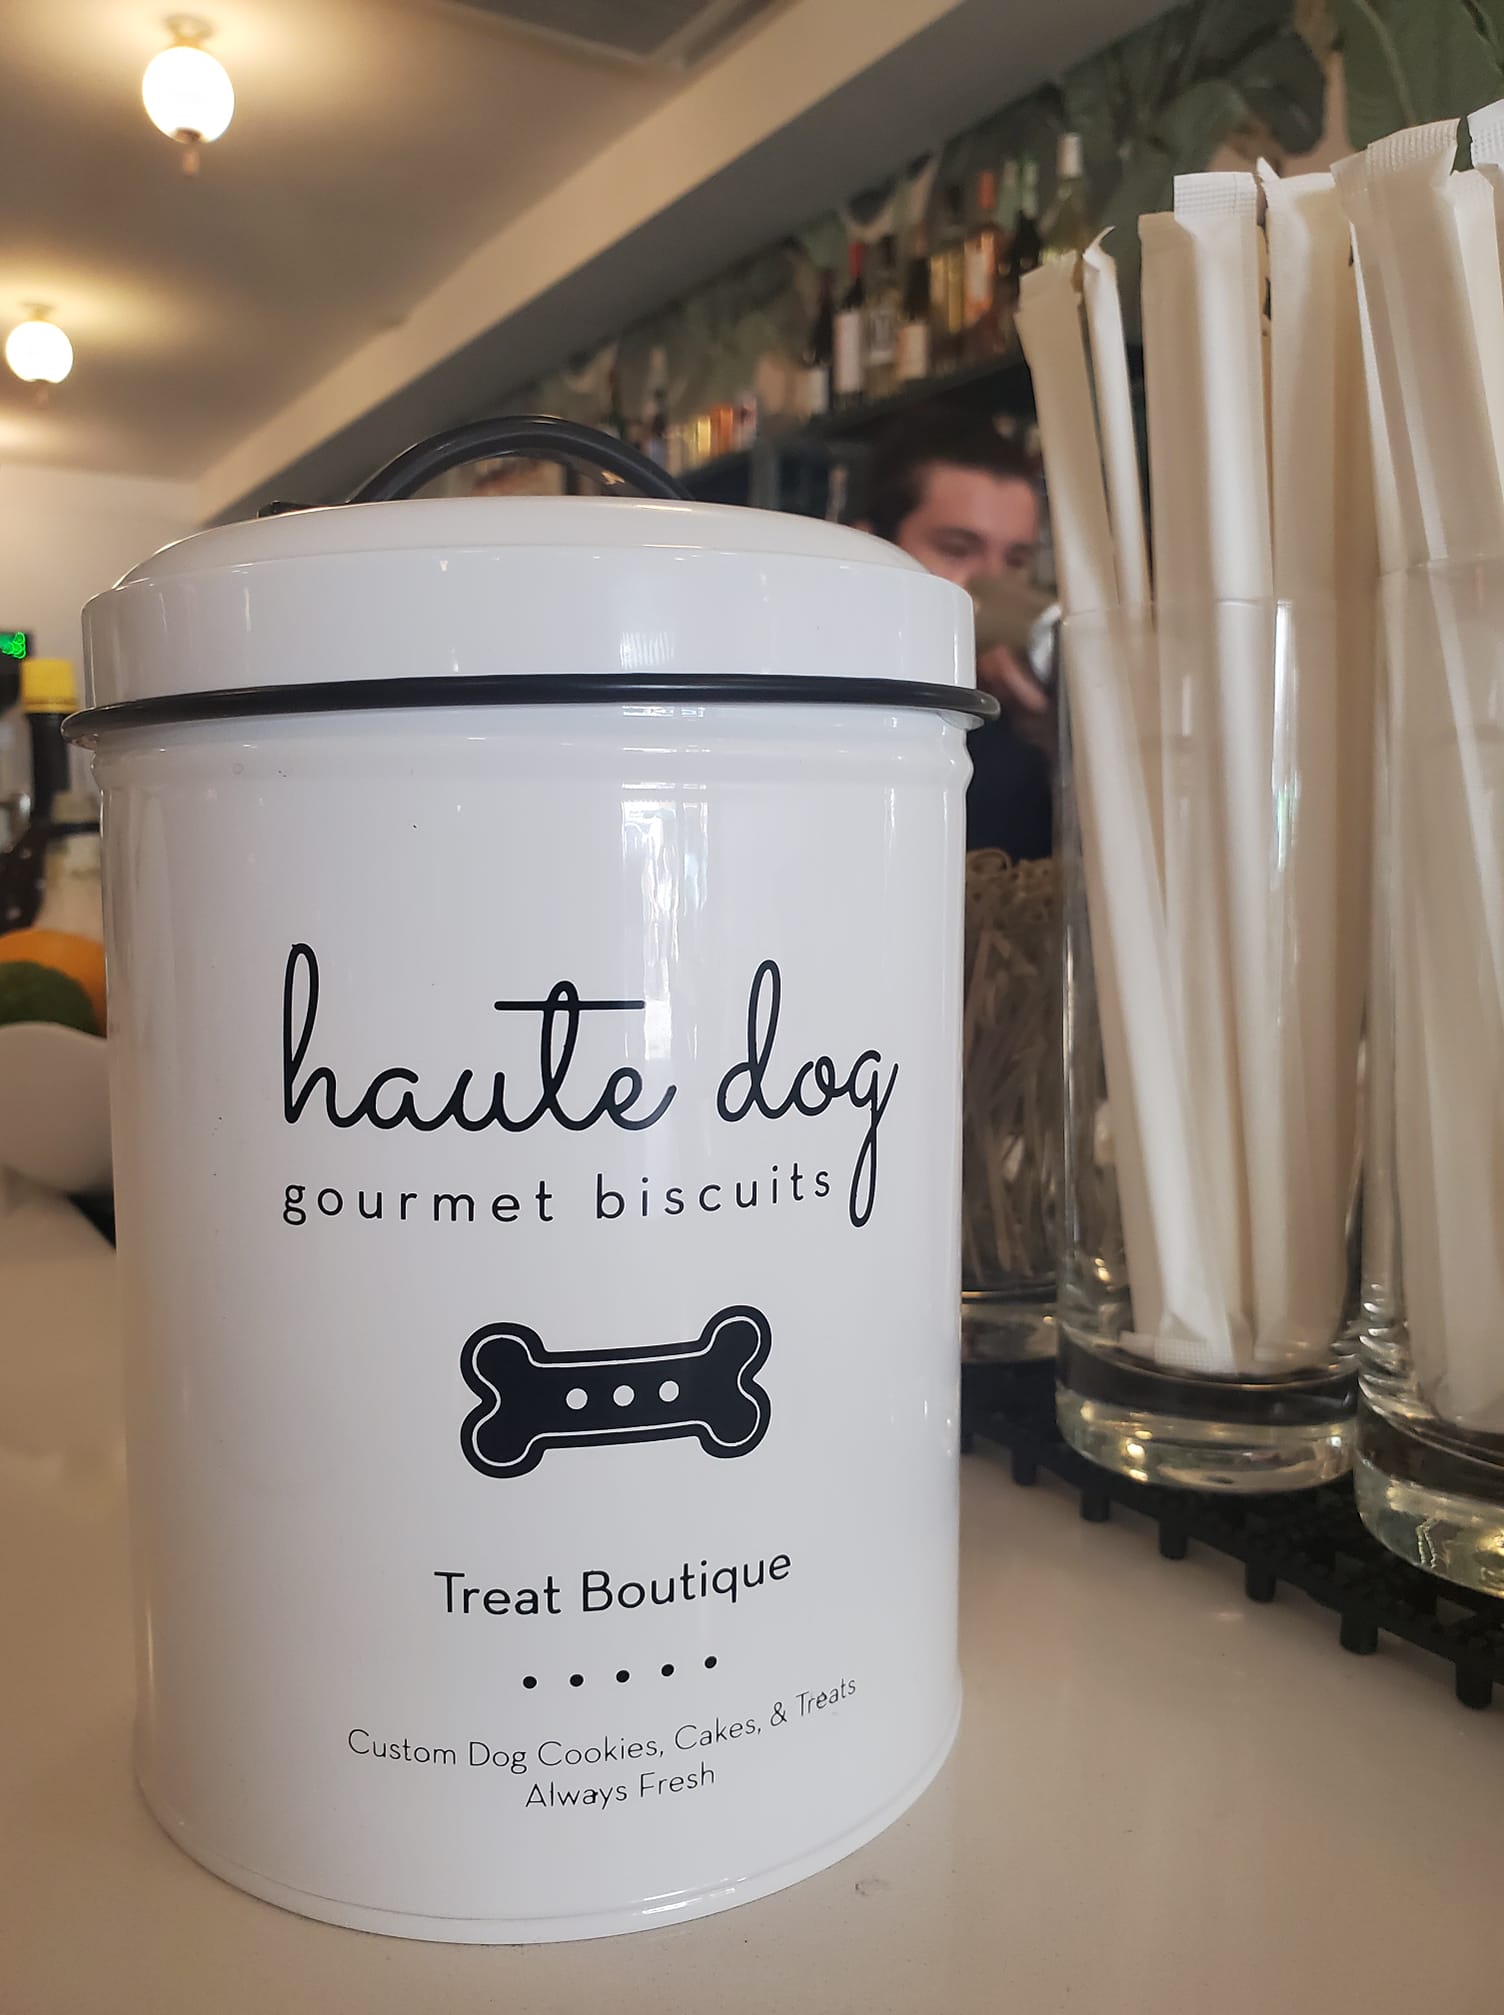 haute dog
gourmet biscuits
Treat Boutique
Custom Dog Cookies, Cakes, & Treats
Always Fresh